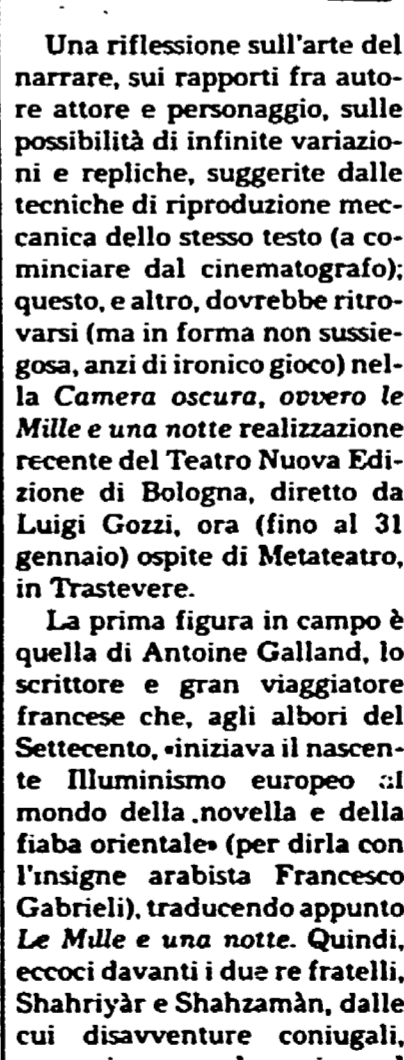 Una riflessione sull'arte del
narrare, sui rapporti fra auto-
re attore e personaggio, sulle
possibilità di infinite variazio-
ni e repliche, suggerite dalle
tecniche di riproduzione mec-
canica dello stesso testo (a co-
minciare dal cinematografo);
questo, e altro, dovrebbe ritro-
varsi (ma in forma non sussie-
gosa, anzi di ironico gioco) nel-
la Camera oscura, ovvero le
Mille e una notte realizzazione
recente del Teatro Nuova Edi-
zione di Bologna, diretto da
Luigi Gozzi, ora (fino al 31
gennaio) ospite di Metateatro,
in Trastevere.
La prima figura in campo è
quella di Antoine Galland, lo
scrittore e gran viaggiatore
francese che, agli albori del
Settecento, «iniziava il nascen-
te Illuminismo europeo al
mondo della novella e della
fiaba orientale» (per dirla con
l'insigne arabista Francesco
Gabrieli), traducendo appunto
Le Mille e una notte. Quindi,
eccoci davanti i due re fratelli,
Shahriyàr e Shahzamàn, dalle
cui disavventure coniugali,